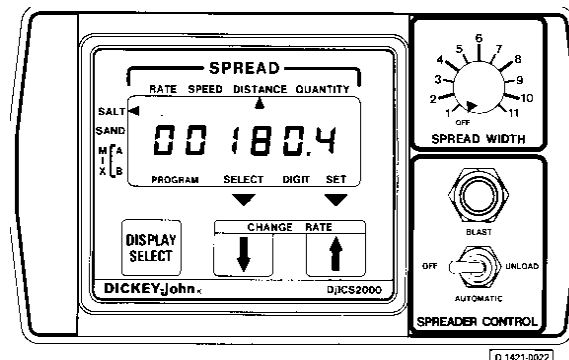 SPREAD
RATE SPEED DISTANCE QUANTITY
SALT
SAND
MIX
A
B
00180.4
PROGRAM SELECT DIGIT SET
DISPLAY
SELECT
CHANGE RATE
DICKEY-john
DjICS2000
1 2 3 4 5 6 7 8 9 10 11
OFF
SPREAD WIDTH
BLAST
OFF UNLOAD
AUTOMATIC
SPREADER CONTROL
D 1421-0022